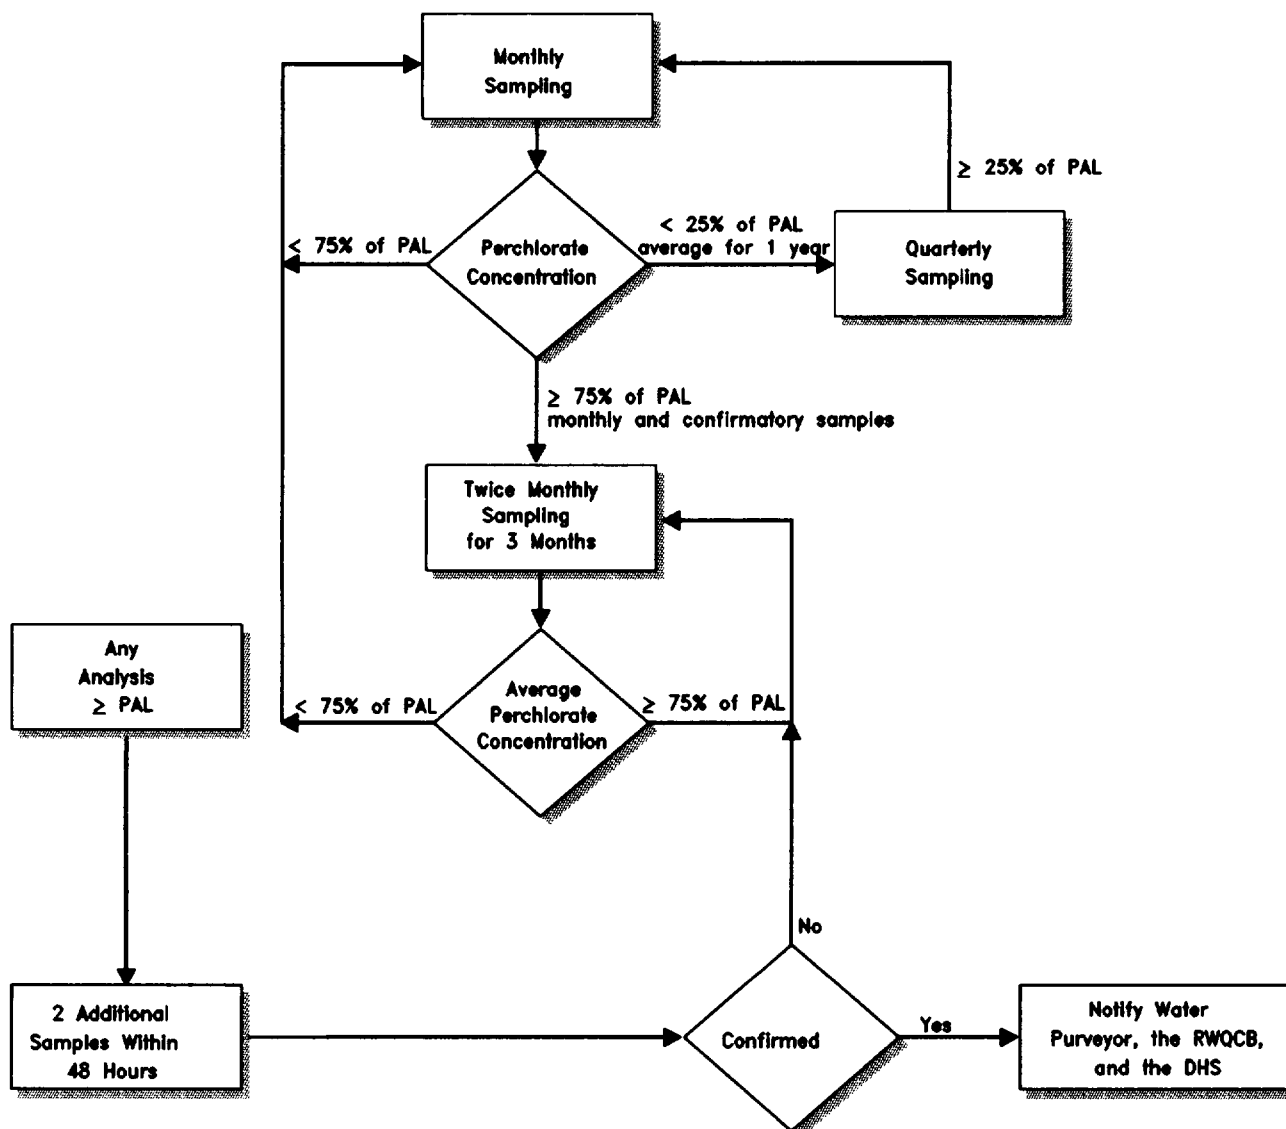 Monthly
Sampling
≥ 25% of PAL
< 75% of PAL
Perchlorate
Concentration
< 25% of PAL
average for 1 year
Quarterly
Sampling
≥ 75% of PAL
monthly and confirmatory samples
Twice Monthly
Sampling
for 3 Months
Any
Analysis
≥ PAL
< 75% of PAL
Average
Perchlorate
Concentration
≥ 75% of PAL
No
2 Additional
Samples Within
48 Hours
Confirmed
Yes
Notify Water
Purveyor, the RWQCB,
and the DHS